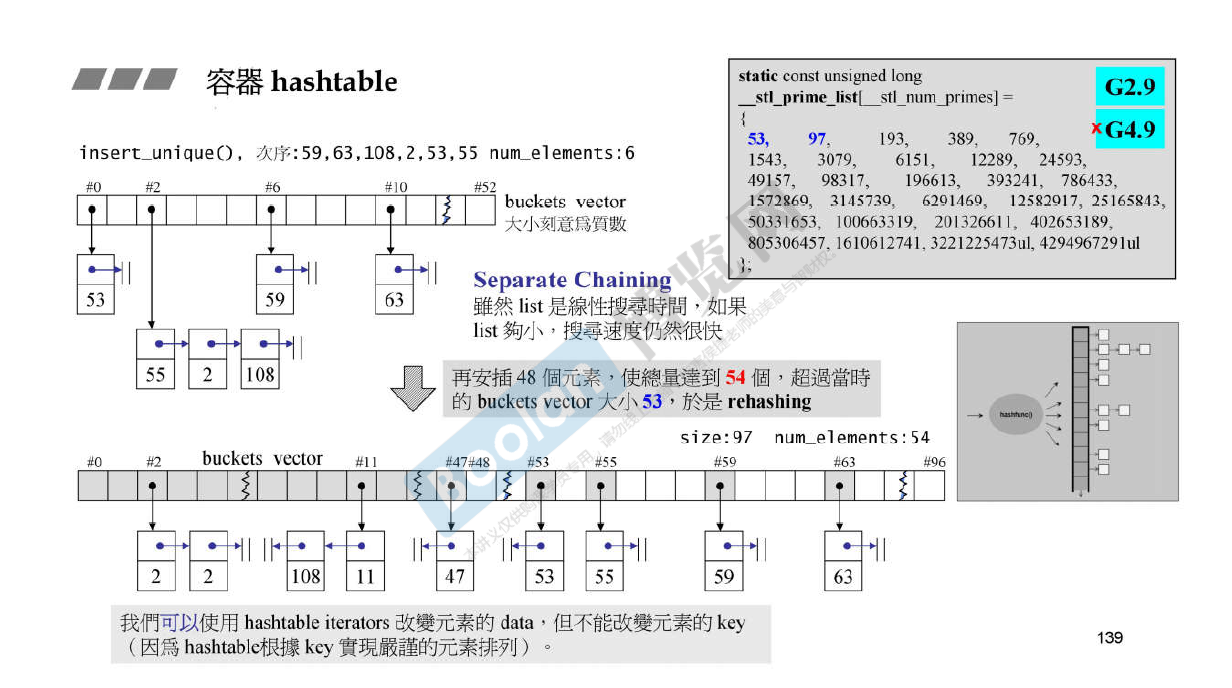 容器 hashtable
static const unsigned long
__stl_prime_list[__stl_num_primes] =
{
53, 97, 193, 389, 769,
1543, 3079, 6151, 12289, 24593,
49157, 98317, 196613, 393241, 786433,
1572869, 3145739, 6291469, 12582917, 25165843,
50331653, 100663319, 201326611, 402653189,
805306457, 1610612741, 3221225473ul, 4294967291ul
};
G2.9
x G4.9
insert_unique(), 次序:59,63,108,2,53,55 num_elements:6
#0 #2 #6 #10 #52
buckets vector
大小刻意爲質數
53 59 63
55 2 108
Separate Chaining
雖然 list 是線性搜尋時間，如果
list 夠小，搜尋速度仍然很快
再安插 48 個元素，使總量達到 54 個，超過當時
的 buckets vector 大小 53，於是 rehashing
hashfunc()
size:97 num_elements:54
buckets vector
#0 #2 #11 #47#48 #53 #55 #59 #63 #96
2 2 108 11 47 53 55 59 63
我們可以使用 hashtable iterators 改變元素的 data，但不能改變元素的 key
（因爲 hashtable根據 key 實現嚴謹的元素排列）。
139
Boolan 博览网